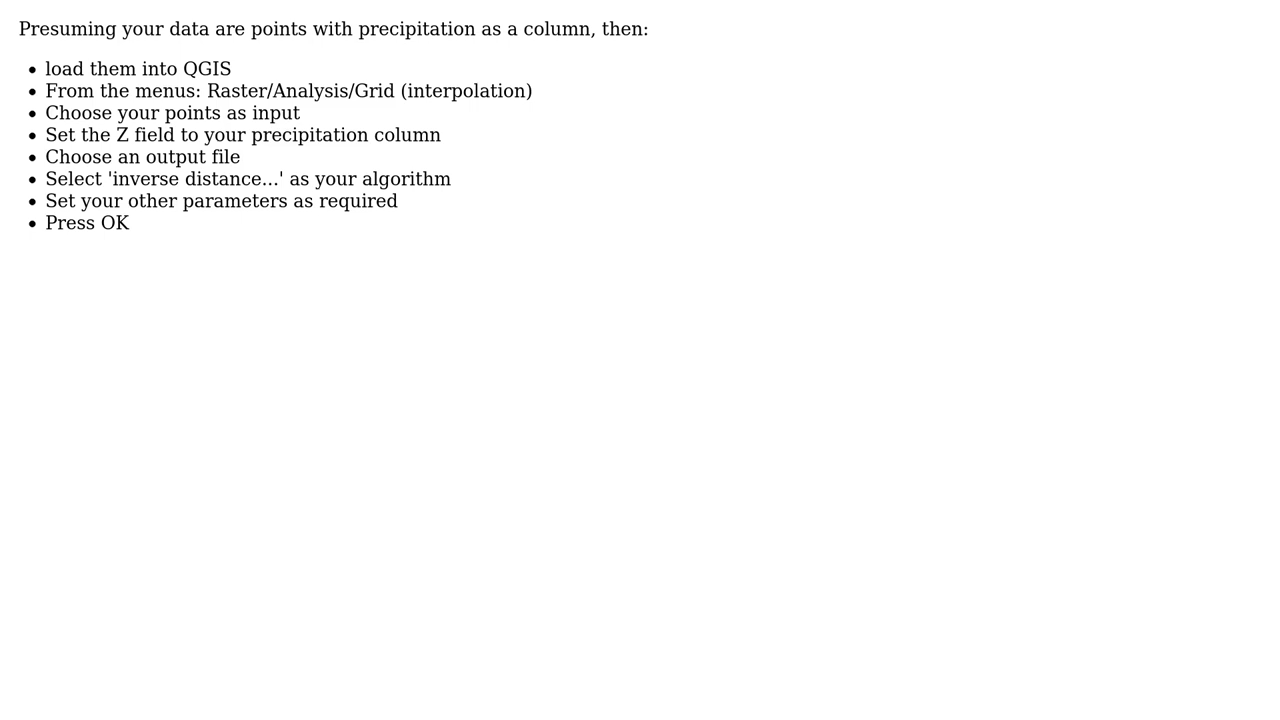 Presuming your data are points with precipitation as a column, then:
• load them into QGIS
• From the menus: Raster/Analysis/Grid (interpolation)
• Choose your points as input
• Set the Z field to your precipitation column
• Choose an output file
• Select 'inverse distance...' as your algorithm
• Set your other parameters as required
• Press OK